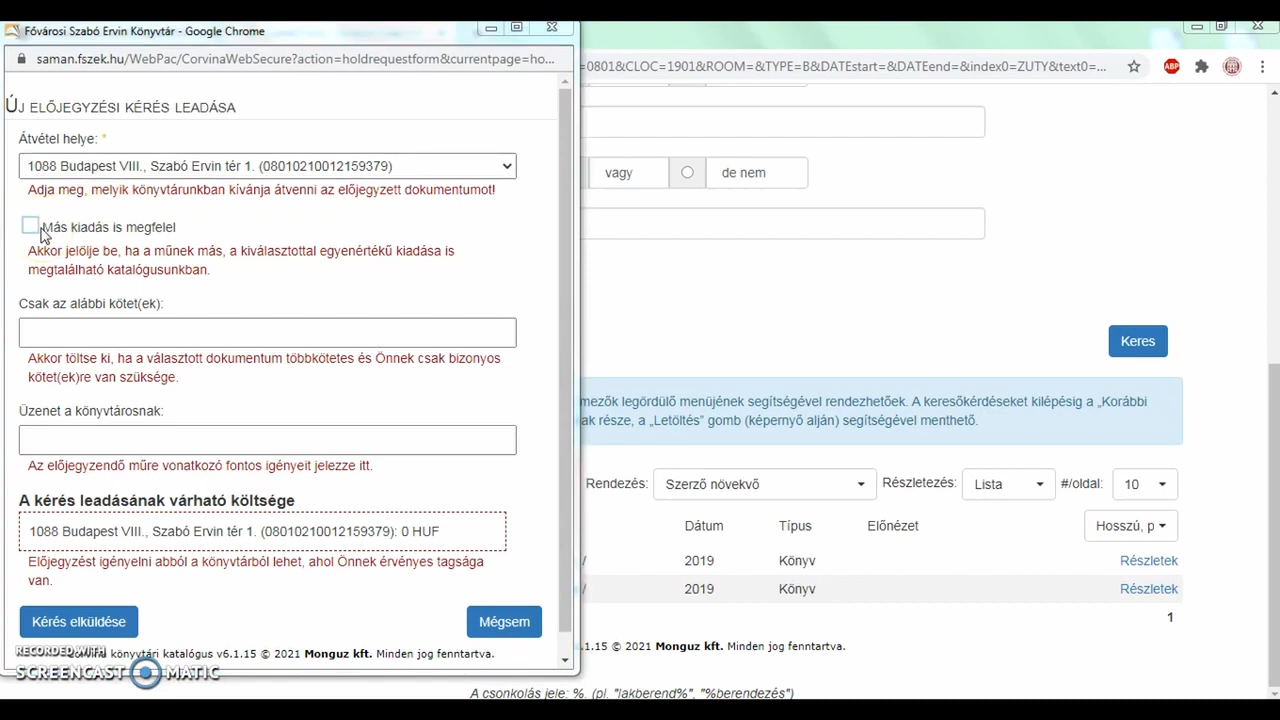 Fővárosi Szabó Ervin Könyvtár - Google Chrome
saman.fszek.hu/WebPac/CorvinaWebSecure?action=holdrequestform&currentpage=ho...
ÚJ ELŐJEGYZÉSI KÉRÉS LEADÁSA
Átvétel helye: *
1088 Budapest VIII., Szabó Ervin tér 1. (08010210012159379)
Adja meg, melyik könyvtárunkban kívánja átvenni az előjegyzett dokumentumot!
Más kiadás is megfelel
Akkor jelölje be, ha a műnek más, a kiválasztottal egyenértékű kiadása is
megtalálható katalógusunkban.
Csak az alábbi kötet(ek):
Akkor töltse ki, ha a választott dokumentum többkötetes és Önnek csak bizonyos
kötet(ek)re van szüksége.
Üzenet a könyvtárosnak:
Az előjegyzendő műre vonatkozó fontos igényeit jelezze itt.
A kérés leadásának várható költsége
1088 Budapest VIII., Szabó Ervin tér 1. (08010210012159379): 0 HUF
Előjegyzést igényelni abból a könyvtárból lehet, ahol Önnek érvényes tagsága
van.
Kérés elküldése
Mégsem
könyvtári katalógus v6.1.15 © 2021 Monguz kft. Minden jog fenntartva.
RECORDED WITH
SCREENCAST MATIC
=0801&CLOC=1901&ROOM=&TYPE=B&DATEstart=&DATEend=&index0=ZUTY&text0=...
ABP
vagy
de nem
Keres
mezők legördülő menüjének segítségével rendezhetőek. A keresőkérdéseket kilépésig a „Korábbi
része, a „Letöltés” gomb (képernyő alján) segítségével menthető.
Rendezés:
Szerző növekvő
Részletezés:
Lista
#/oldal:
10
Dátum
Típus
Előnézet
Hosszú, p
/ 2019 Könyv Részletek
/ 2019 Könyv Részletek
1
.1.15 © 2021 Monguz kft. Minden jog fenntartva.
A csonkolás jele: %. (pl. "lakberend%", "%berendezés")